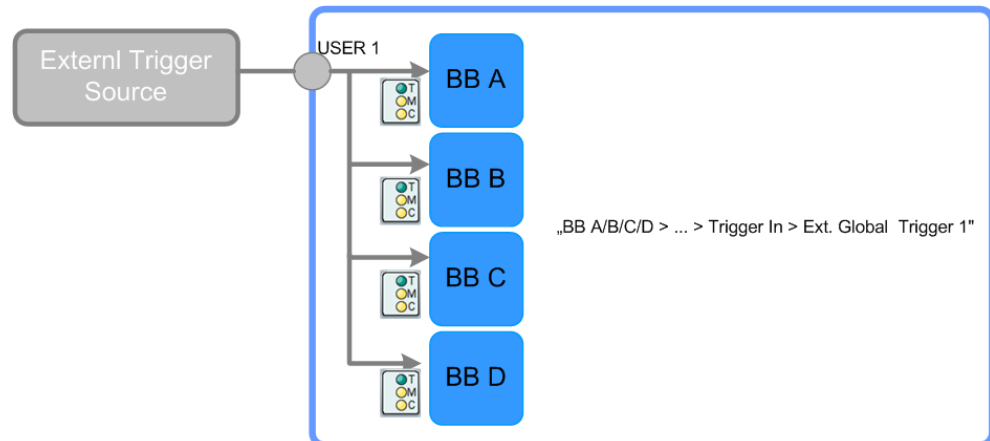 Externl Trigger
Source
USER 1
BB A
T
M
C
BB B
T
M
C
„BB A/B/C/D > ... > Trigger In > Ext. Global Trigger 1"
BB C
T
M
C
BB D
T
M
C